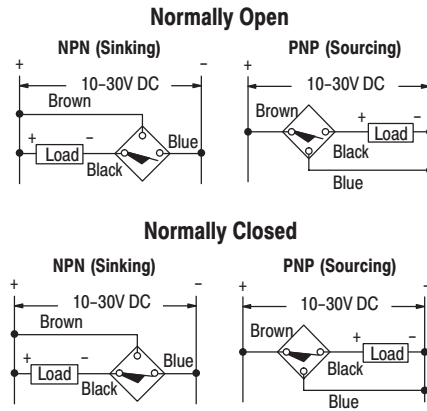 Normally Open
NPN (Sinking)
+ −
10–30V DC
Brown
+ −
Load
Black
Blue
PNP (Sourcing)
+ −
10–30V DC
Brown
+ −
Load
Black
Blue
Normally Closed
NPN (Sinking)
+ −
10–30V DC
Brown
+ −
Load
Black
Blue
PNP (Sourcing)
+ −
10–30V DC
Brown
+ −
Load
Black
Blue